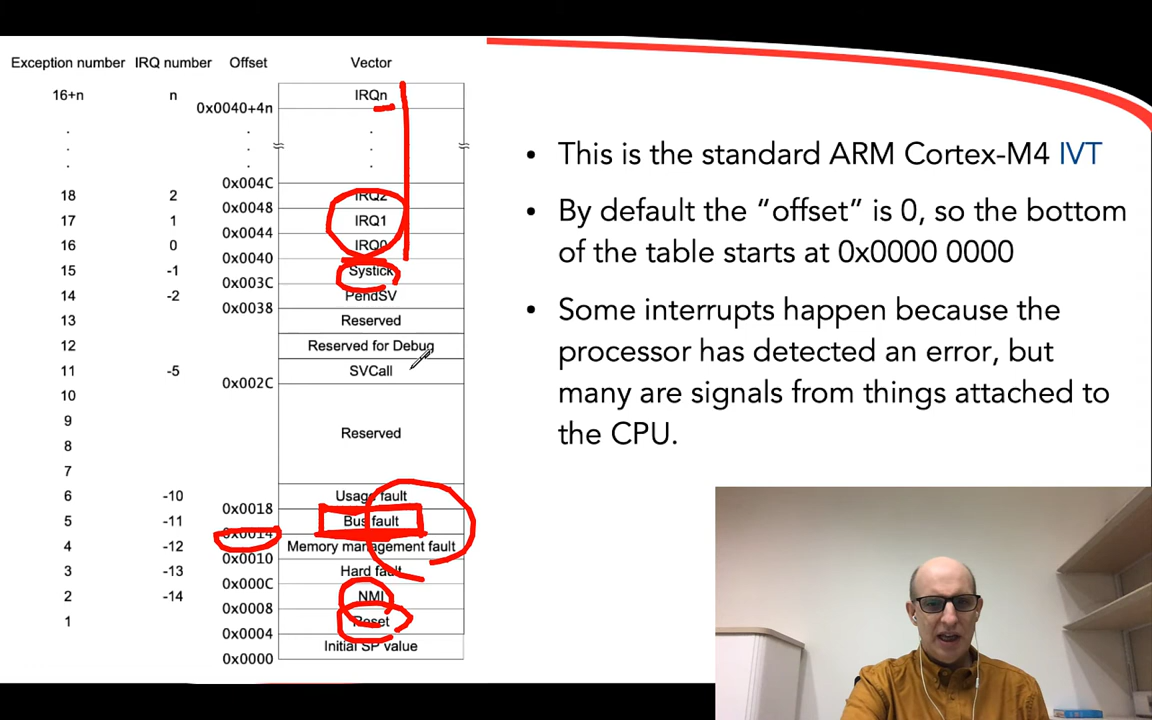 Exception number IRQ number Offset Vector
16+n n IRQn
0x0040+4n
. . . .
. . . .
. . .
0x004C
18 2 IRQ2
0x0048
17 1 IRQ1
0x0044
16 0 IRQ0
0x0040
15 -1 Systick
0x003C
14 -2 PendSV
0x0038
13 Reserved
12 Reserved for Debug
11 -5 SVCall
0x002C
10
9
Reserved
8
7
6 -10 Usage fault
0x0018
5 -11 Bus fault
0x0014
4 -12 Memory management fault
0x0010
3 -13 Hard fault
0x000C
2 -14 NMI
0x0008
1 Reset
0x0004
Initial SP value
0x0000
• This is the standard ARM Cortex-M4 IVT
• By default the “offset” is 0, so the bottom
of the table starts at 0x0000 0000
• Some interrupts happen because the
processor has detected an error, but
many are signals from things attached to
the CPU.